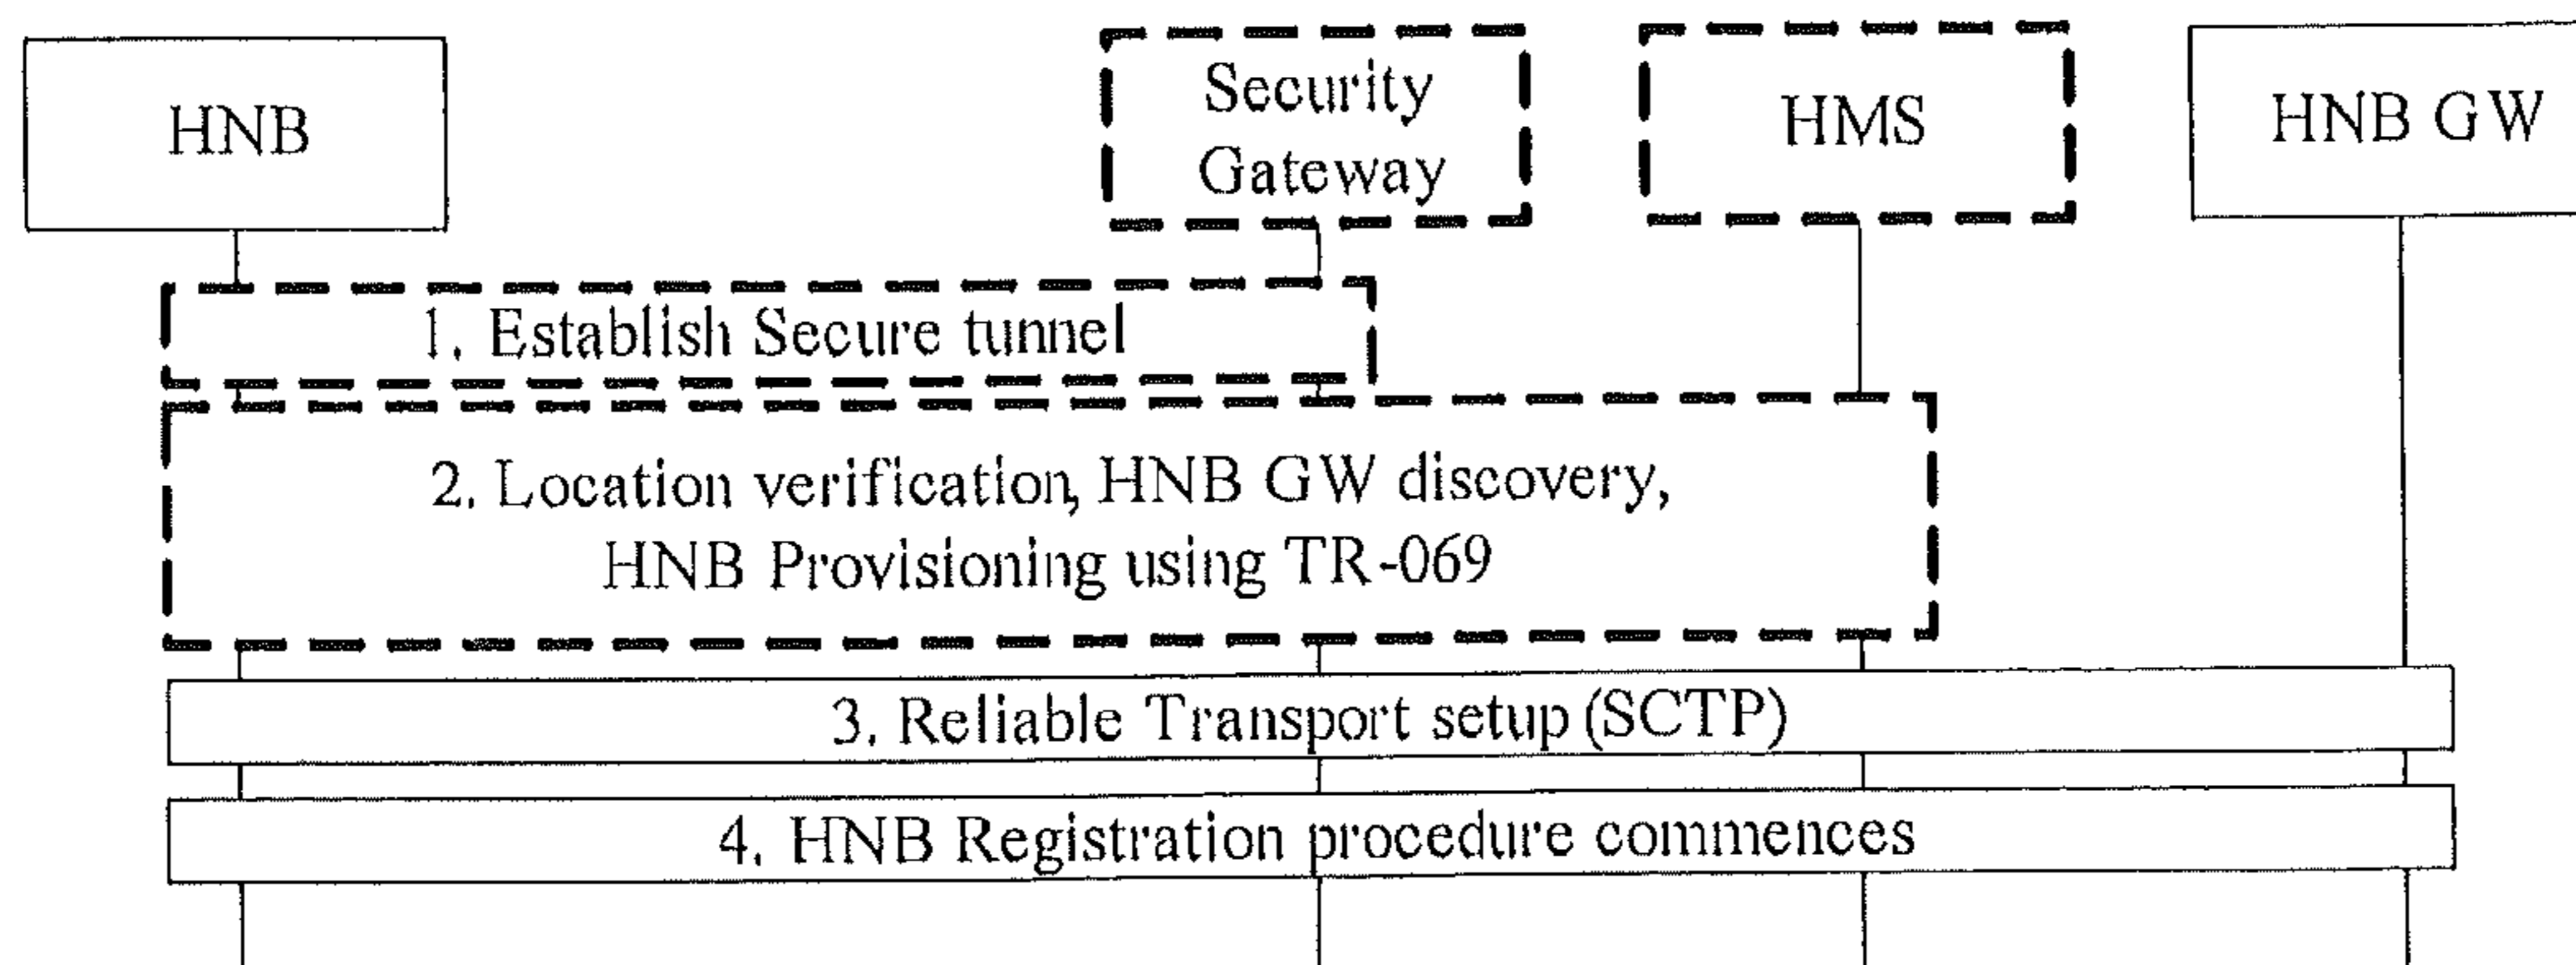 HNB
Security
Gateway
HMS
HNB GW
1. Establish Secure tunnel
2. Location verification, HNB GW discovery,
HNB Provisioning using TR-069
3. Reliable Transport setup (SCTP)
4. HNB Registration procedure commences